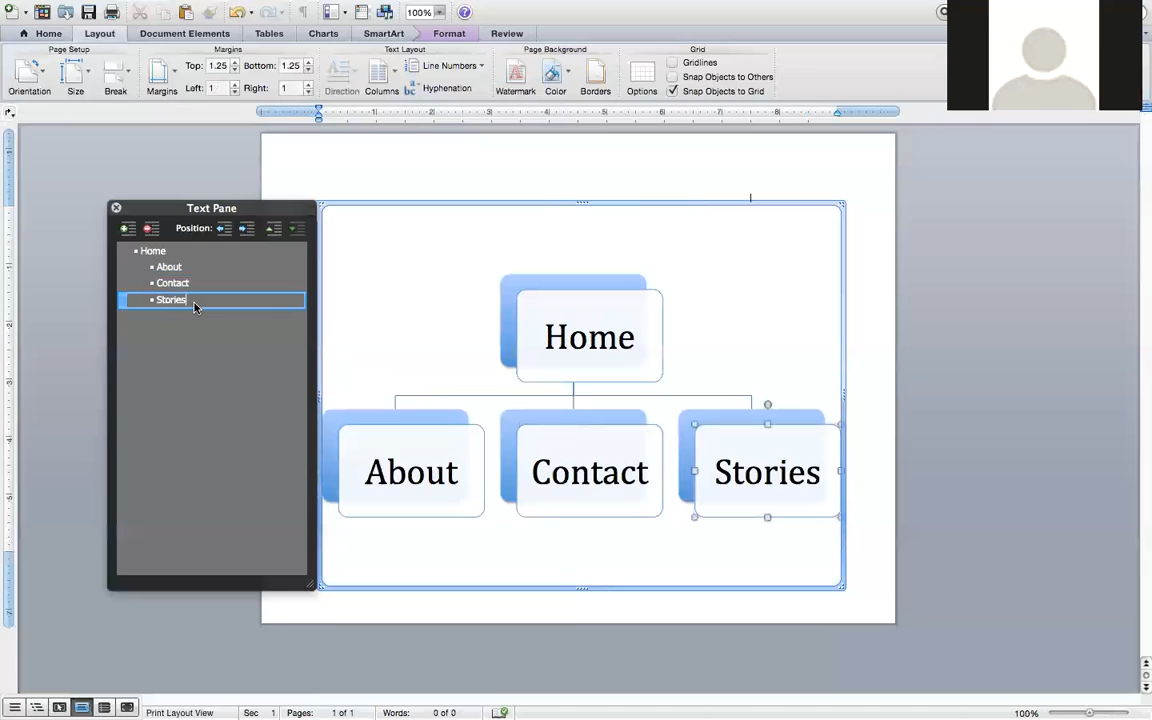 100%
Home Layout Document Elements Tables Charts SmartArt Format Review
Page Setup Margins Text Layout Page Background Grid
Orientation Size Break Margins Top: 1.25 Bottom: 1.25 Left: 1 Right: 1 Direction Columns Line Numbers Hyphenation Watermark Color Borders Options Gridlines Snap Objects to Others Snap Objects to Grid
Text Pane
Position:
Home
About
Contact
Stories
Home
About Contact Stories
Print Layout View Sec 1 Pages: 1 of 1 Words: 0 of 0 100%